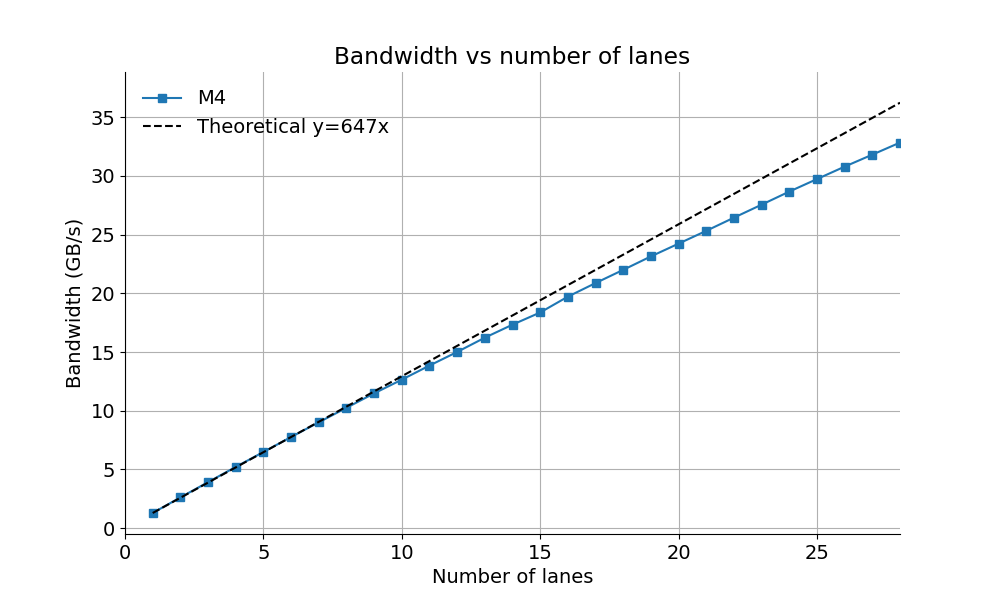 Bandwidth vs number of lanes
M4
Theoretical y=647x
35
30
25
20
15
10
5
0
Bandwidth (GB/s)
0 5 10 15 20 25
Number of lanes